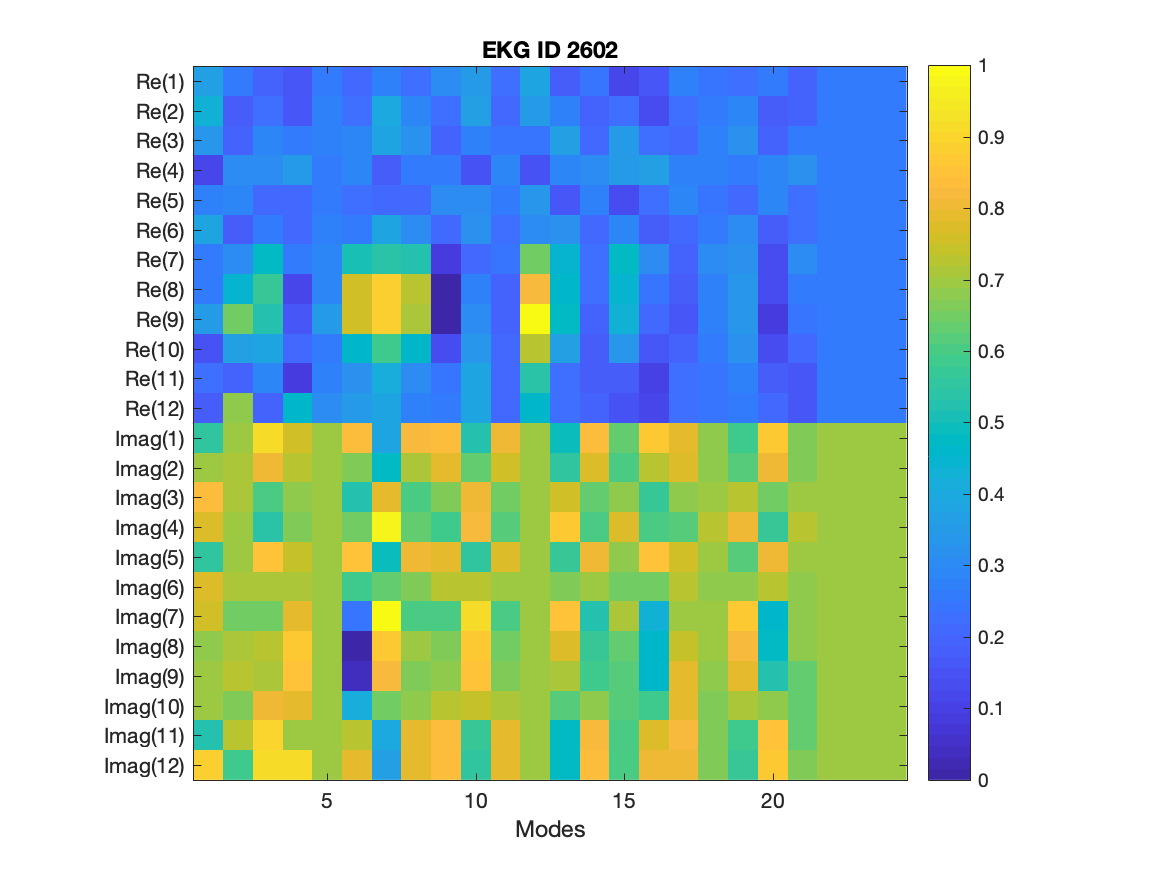 EKG ID 2602
Re(1)
Re(2)
Re(3)
Re(4)
Re(5)
Re(6)
Re(7)
Re(8)
Re(9)
Re(10)
Re(11)
Re(12)
Imag(1)
Imag(2)
Imag(3)
Imag(4)
Imag(5)
Imag(6)
Imag(7)
Imag(8)
Imag(9)
Imag(10)
Imag(11)
Imag(12)
5 10 15 20
Modes
1
0.9
0.8
0.7
0.6
0.5
0.4
0.3
0.2
0.1
0